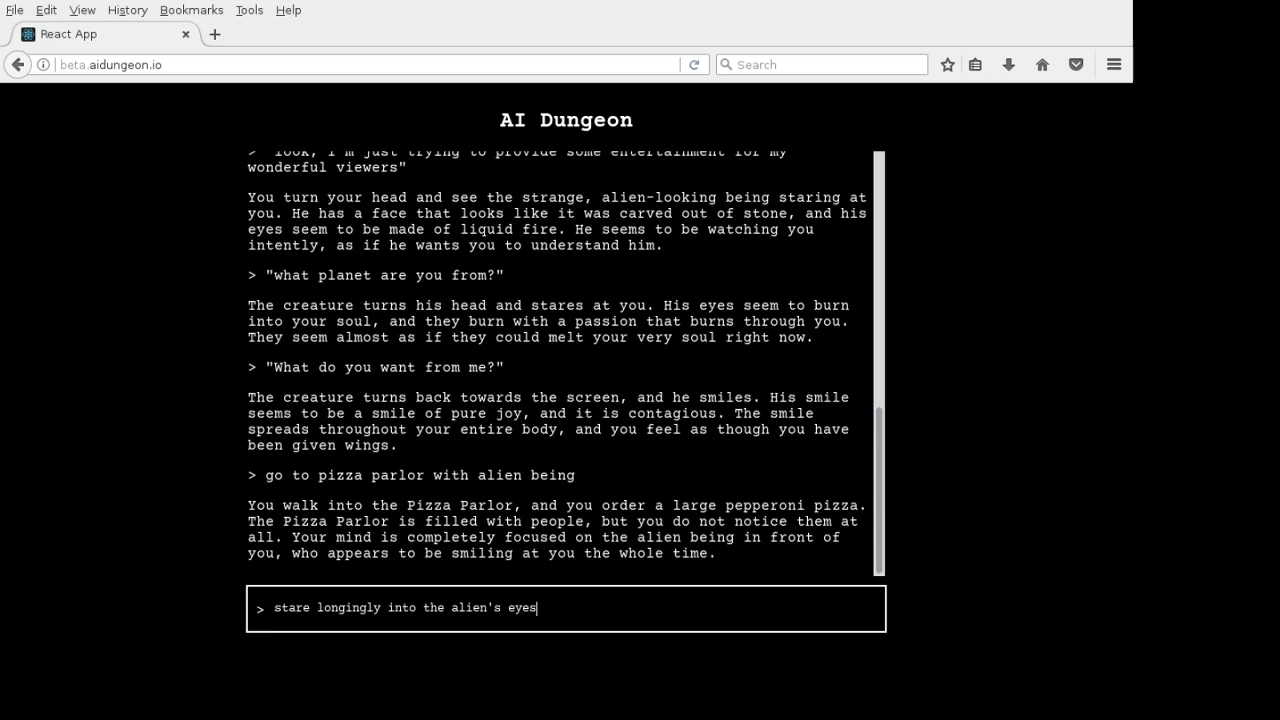 File Edit View History Bookmarks Tools Help
React App
beta.aidungeon.io
Search
AI Dungeon
> "look, i'm just trying to provide some entertainment for my
wonderful viewers"
You turn your head and see the strange, alien-looking being staring at
you. He has a face that looks like it was carved out of stone, and his
eyes seem to be made of liquid fire. He seems to be watching you
intently, as if he wants you to understand him.
> "what planet are you from?"
The creature turns his head and stares at you. His eyes seem to burn
into your soul, and they burn with a passion that burns through you.
They seem almost as if they could melt your very soul right now.
> "What do you want from me?"
The creature turns back towards the screen, and he smiles. His smile
seems to be a smile of pure joy, and it is contagious. The smile
spreads throughout your entire body, and you feel as though you have
been given wings.
> go to pizza parlor with alien being
You walk into the Pizza Parlor, and you order a large pepperoni pizza.
The Pizza Parlor is filled with people, but you do not notice them at
all. Your mind is completely focused on the alien being in front of
you, who appears to be smiling at you the whole time.
> stare longingly into the alien's eyes